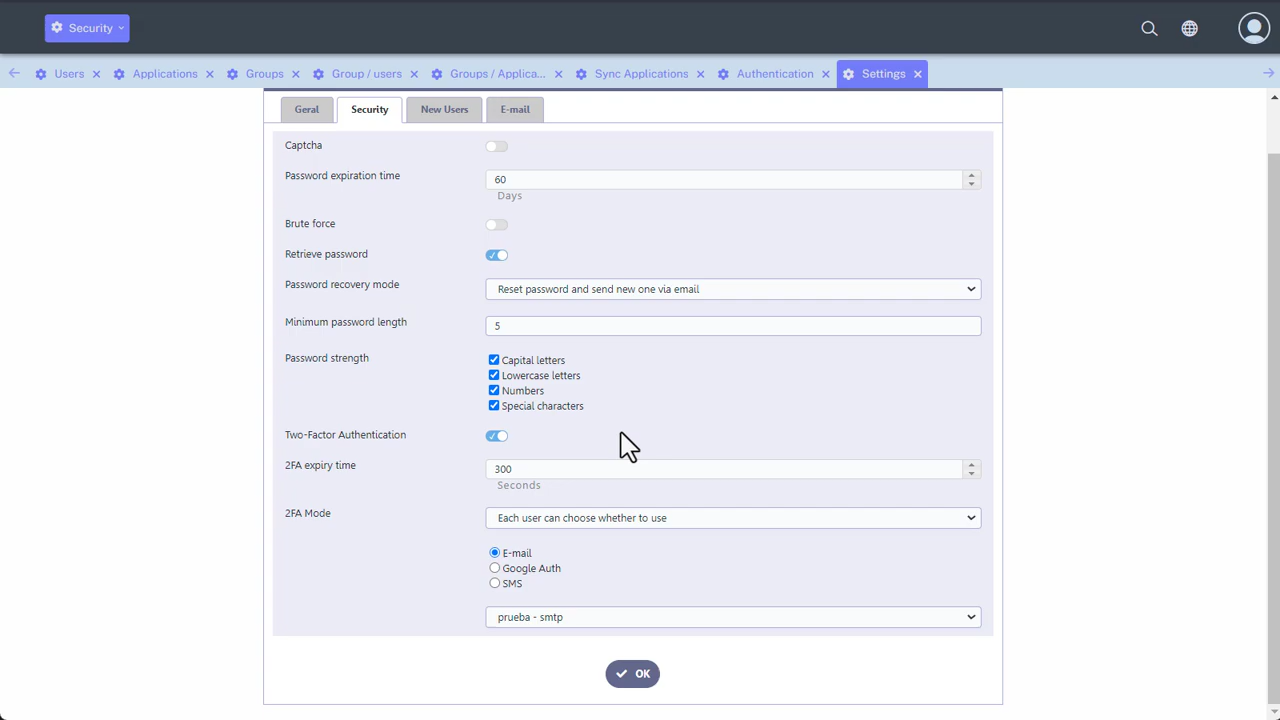 Security
Users Applications Groups Group / users Groups / Applica... Sync Applications Authentication Settings
Geral Security New Users E-mail
Captcha
Password expiration time 60
Days
Brute force
Retrieve password
Password recovery mode Reset password and send new one via email
Minimum password length 5
Password strength Capital letters
Lowercase letters
Numbers
Special characters
Two-Factor Authentication
2FA expiry time 300
Seconds
2FA Mode Each user can choose whether to use
E-mail
Google Auth
SMS
prueba - smtp
OK